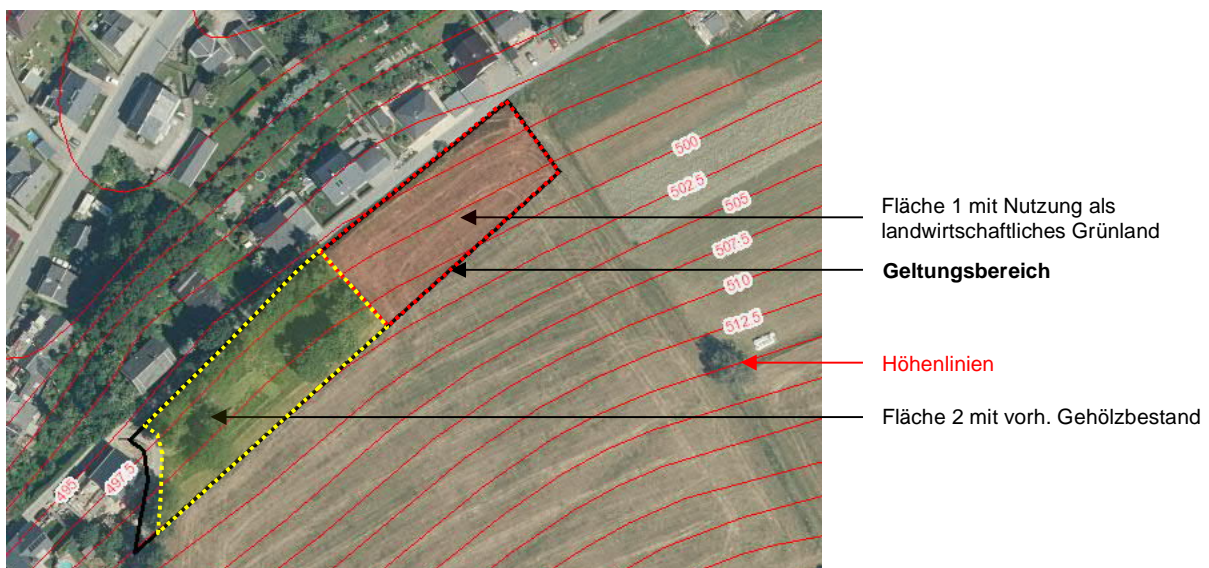 500
502.5
505
507.5
510
512.5
495
497.5
Fläche 1 mit Nutzung als
landwirtschaftliches Grünland
Geltungsbereich
Höhenlinien
Fläche 2 mit vorh. Gehölzbestand